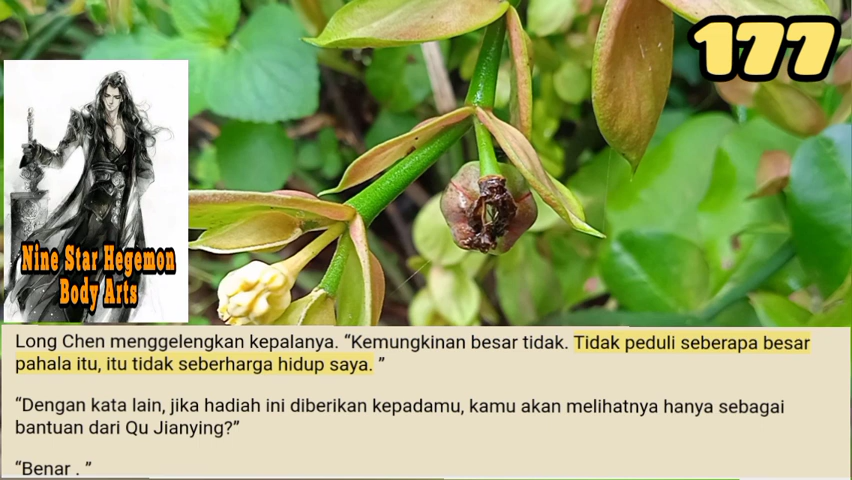 177
Nine Star Hegemon
Body Arts
Long Chen menggelengkan kepalanya. “Kemungkinan besar tidak. Tidak peduli seberapa besar
pahala itu, itu tidak seberharga hidup saya. ”
“Dengan kata lain, jika hadiah ini diberikan kepadamu, kamu akan melihatnya hanya sebagai
bantuan dari Qu Jianying?”
“Benar . ”